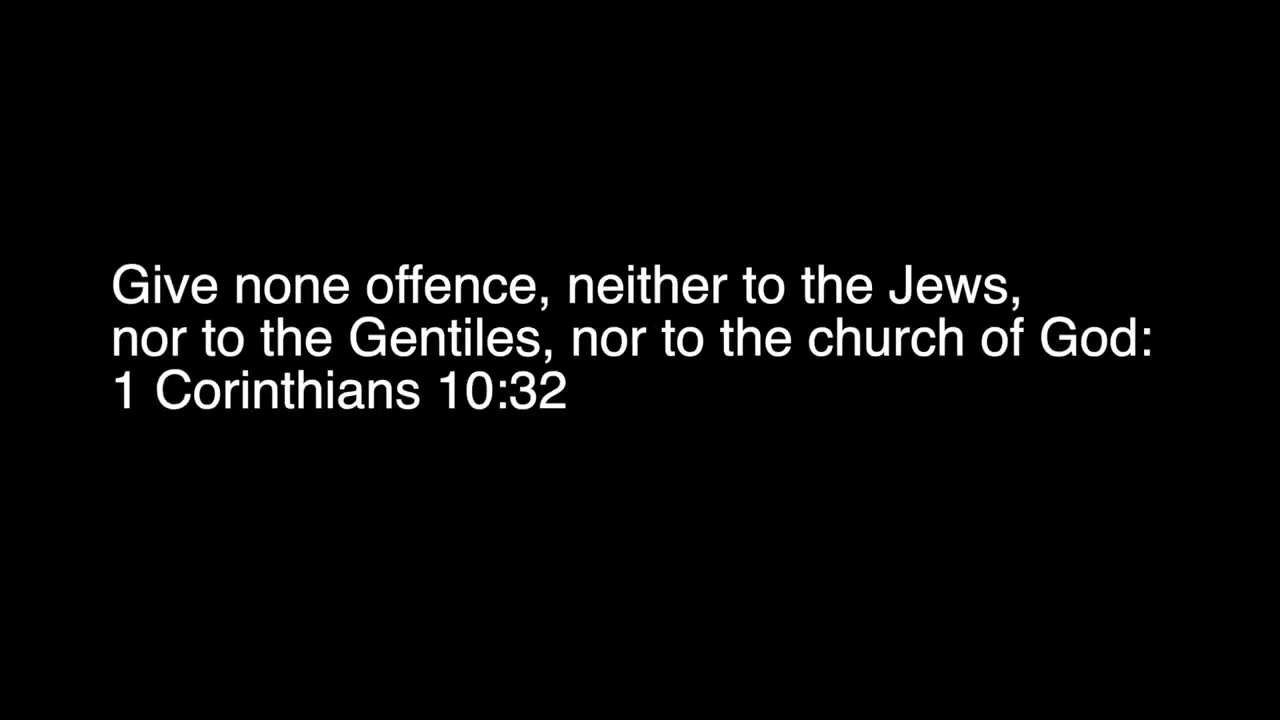 Give none offence, neither to the Jews,
nor to the Gentiles, nor to the church of God:
1 Corinthians 10:32